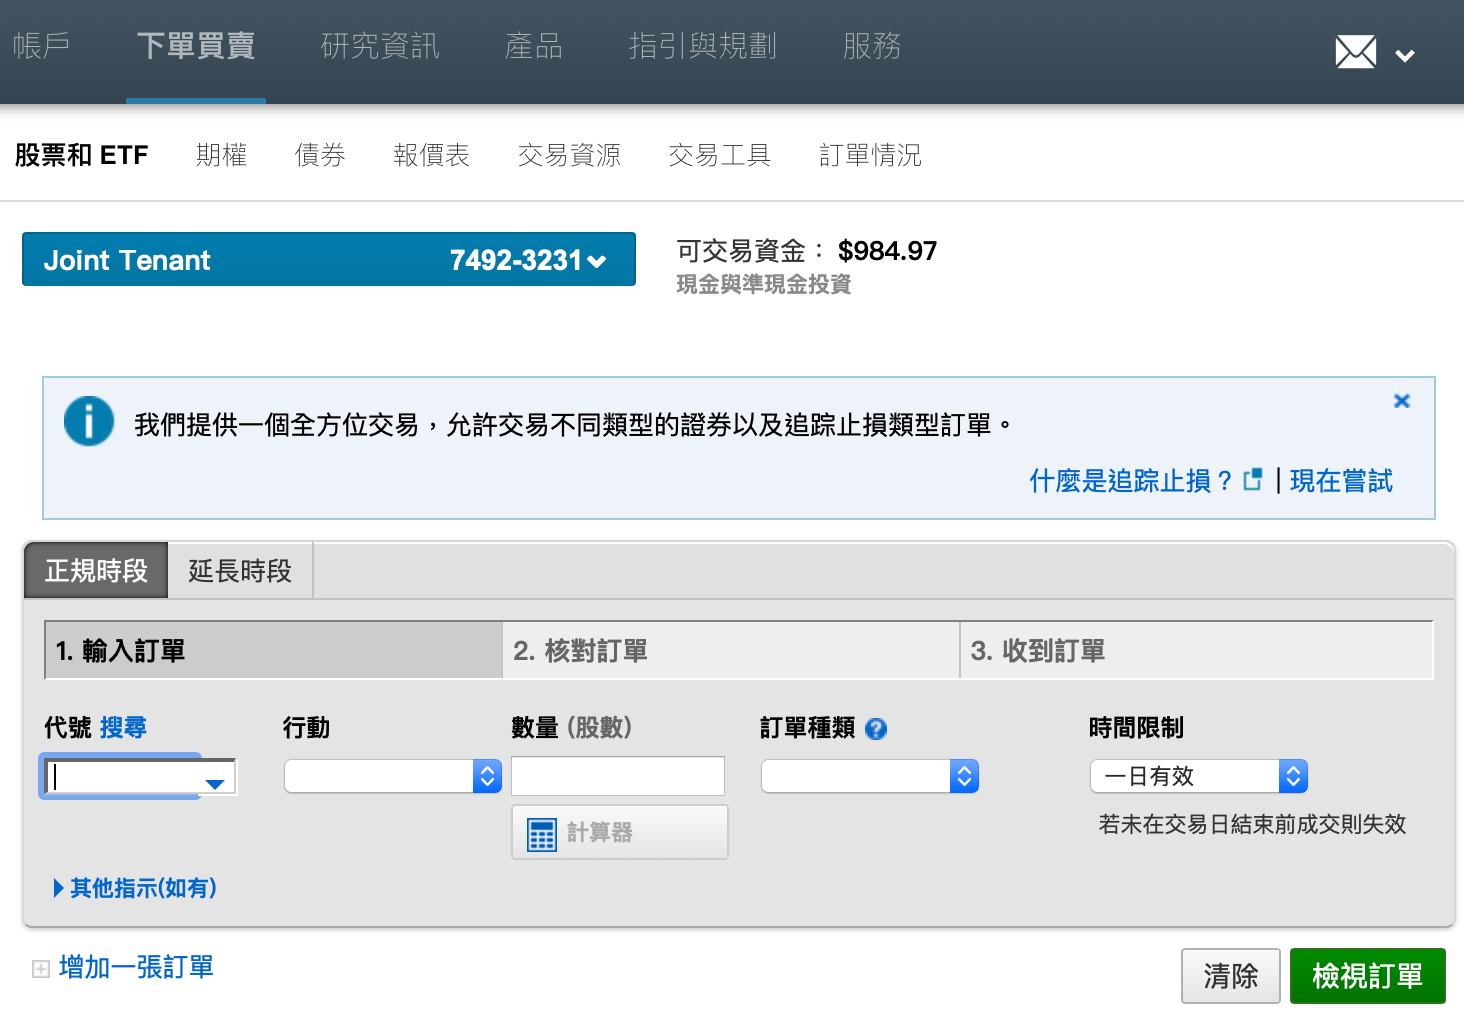 帳戶 下單買賣 研究資訊 產品 指引與規劃 服務
股票和 ETF 期權 債券 報價表 交易資源 交易工具 訂單情況
Joint Tenant 7492-3231
可交易資金： $984.97
現金與準現金投資
我們提供一個全方位交易，允許交易不同類型的證券以及追踪止損類型訂單。
什麼是追踪止損？ | 現在嘗試
正規時段 延長時段
1. 輸入訂單 2. 核對訂單 3. 收到訂單
代號 搜尋 行動 數量 (股數) 訂單種類 時間限制
一日有效
計算器 若未在交易日結束前成交則失效
其他指示(如有)
增加一張訂單
清除 檢視訂單